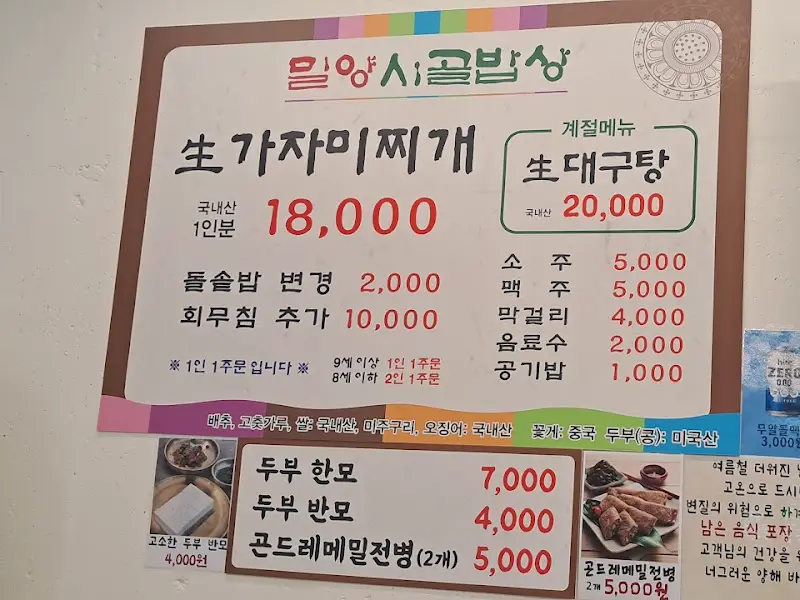 밀양시골밥상
生가자미찌개
국내산
1인분
18,000
계절메뉴
生대구탕
국내산 20,000
돌솥밥 변경 2,000
회무침 추가 10,000
※ 1인 1주문 입니다 ※
9세 이상 1인 1주문
8세 이하 2인 1주문
소 주 5,000
맥 주 5,000
막걸리 4,000
음료수 2,000
공기밥 1,000
배추, 고춧가루, 쌀: 국내산, 미주구리, 오징어: 국내산 꽃게: 중국 두부(콩): 미국산
고소한 두부 반모
4,000원
두부 한모 7,000
두부 반모 4,000
곤드레메밀전병(2개) 5,000
곤드레메밀전병
2개 5,000원
ZERO
000
3,000
여름철 더워진
고온으로 드시
변질의 위험으로
남은 음식 포장
고객님의 건강을
너그러운 양해